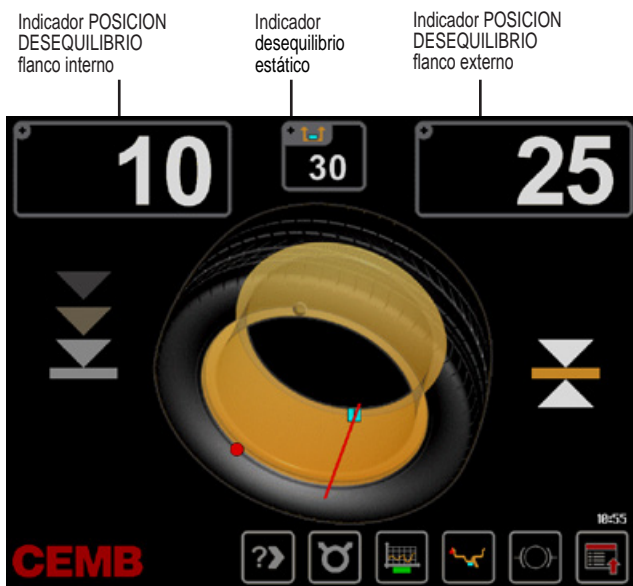 Indicador POSICION
DESEQUILIBRIO
flanco interno
Indicador
desequilibrio
estático
Indicador POSICION
DESEQUILIBRIO
flanco externo
10
30
25
10:55
CEMB
?